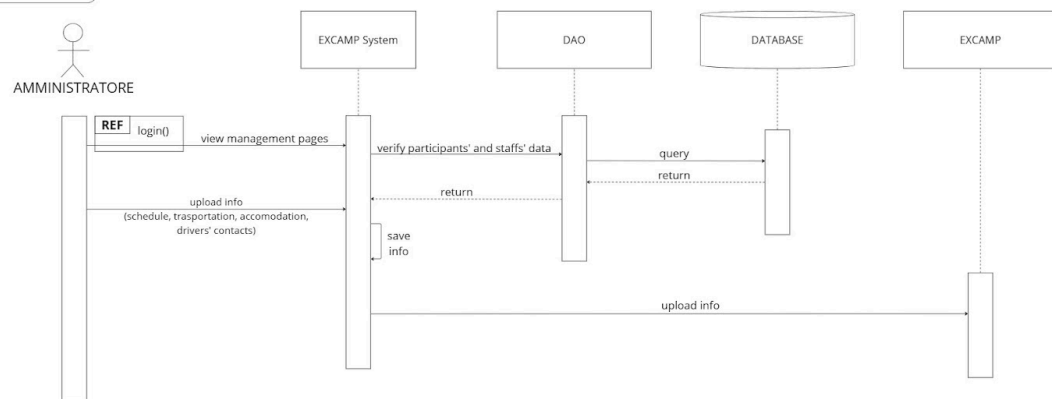 EXCAMP System
DAO
DATABASE
EXCAMP
AMMINISTRATORE
REF
login()
view management pages
verify participants' and staffs' data
query
return
return
upload info
(schedule, trasportation, accomodation,
drivers' contacts)
save
info
upload info